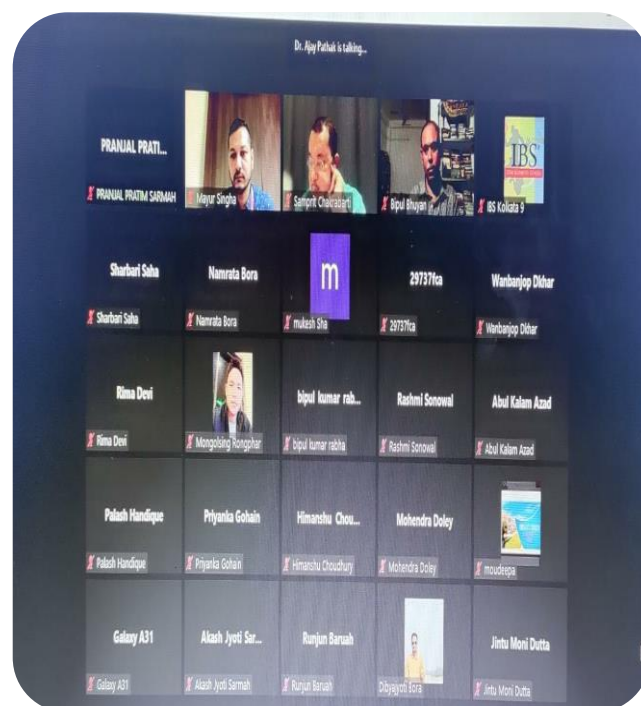 Dr. Ajay Pathak is talking...
PRANJAL PRATI...
PRANJAL PRATIM SARMAH
Mayur Singha
Samprit Chakrabarti
Bipul Bhuyan
IBS
IBS Kolkata 9
Sharbari Saha
Sharbari Saha
Namrata Bora
Namrata Bora
m
mukesh Sha
29737fca
29737fca
Wanbanjop Dkhar
Wanbanjop Dkhar
Rima Devi
Rima Devi
Mongolsing Rongphar
bipul kumar rab...
bipul kumar rabha
Rashmi Sonowal
Rashmi Sonowal
Abul Kalam Azad
Abul Kalam Azad
Palash Handique
Palash Handique
Priyanka Gohain
Priyanka Gohain
Himanshu Chou...
Himanshu Choudhury
Mohendra Doley
Mohendra Doley
moudeepa
Galaxy A31
Galaxy A31
Akash Jyoti Sar...
Akash Jyoti Sarmah
Runjun Baruah
Runjun Baruah
Dibyajyoti Bora
Jintu Moni Dutta
Jintu Moni Dutta